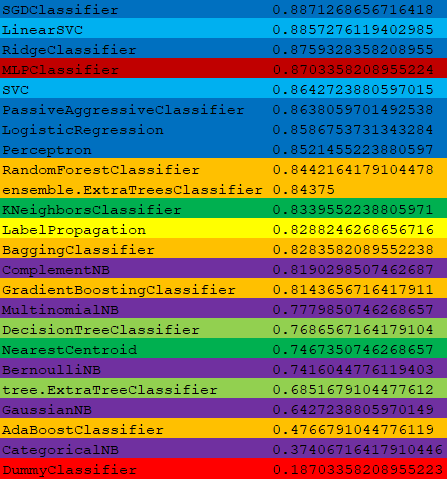 SGDClassifier 0.8871268656716418
LinearSVC 0.8857276119402985
RidgeClassifier 0.8759328358208955
MLPClassifier 0.8703358208955224
SVC 0.8642723880597015
PassiveAggressiveClassifier 0.8638059701492538
LogisticRegression 0.8586753731343284
Perceptron 0.8521455223880597
RandomForestClassifier 0.8442164179104478
ensemble.ExtraTreesClassifier 0.84375
KNeighborsClassifier 0.8339552238805971
LabelPropagation 0.8288246268656716
BaggingClassifier 0.8283582089552238
ComplementNB 0.8190298507462687
GradientBoostingClassifier 0.8143656716417911
MultinomialNB 0.7779850746268657
DecisionTreeClassifier 0.7686567164179104
NearestCentroid 0.7467350746268657
BernoulliNB 0.7416044776119403
tree.ExtraTreeClassifier 0.6851679104477612
GaussianNB 0.6427238805970149
AdaBoostClassifier 0.4766791044776119
CategoricalNB 0.37406716417910446
DummyClassifier 0.18703358208955223